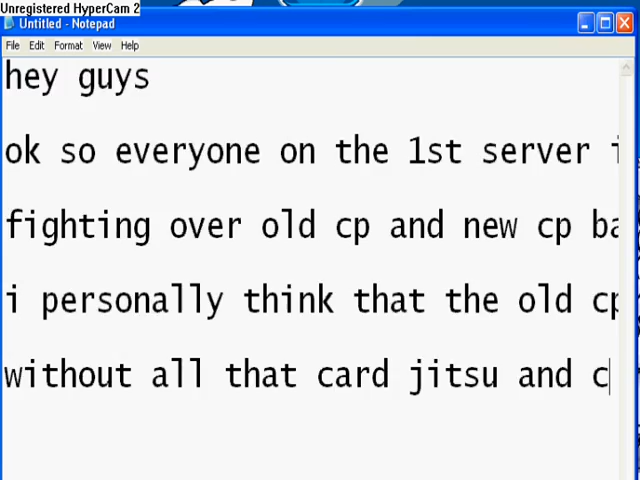 Unregistered HyperCam 2
Untitled - Notepad
File Edit Format View Help
hey guys
ok so everyone on the 1st server i
fighting over old cp and new cp ba
i personally think that the old cp
without all that card jitsu and c